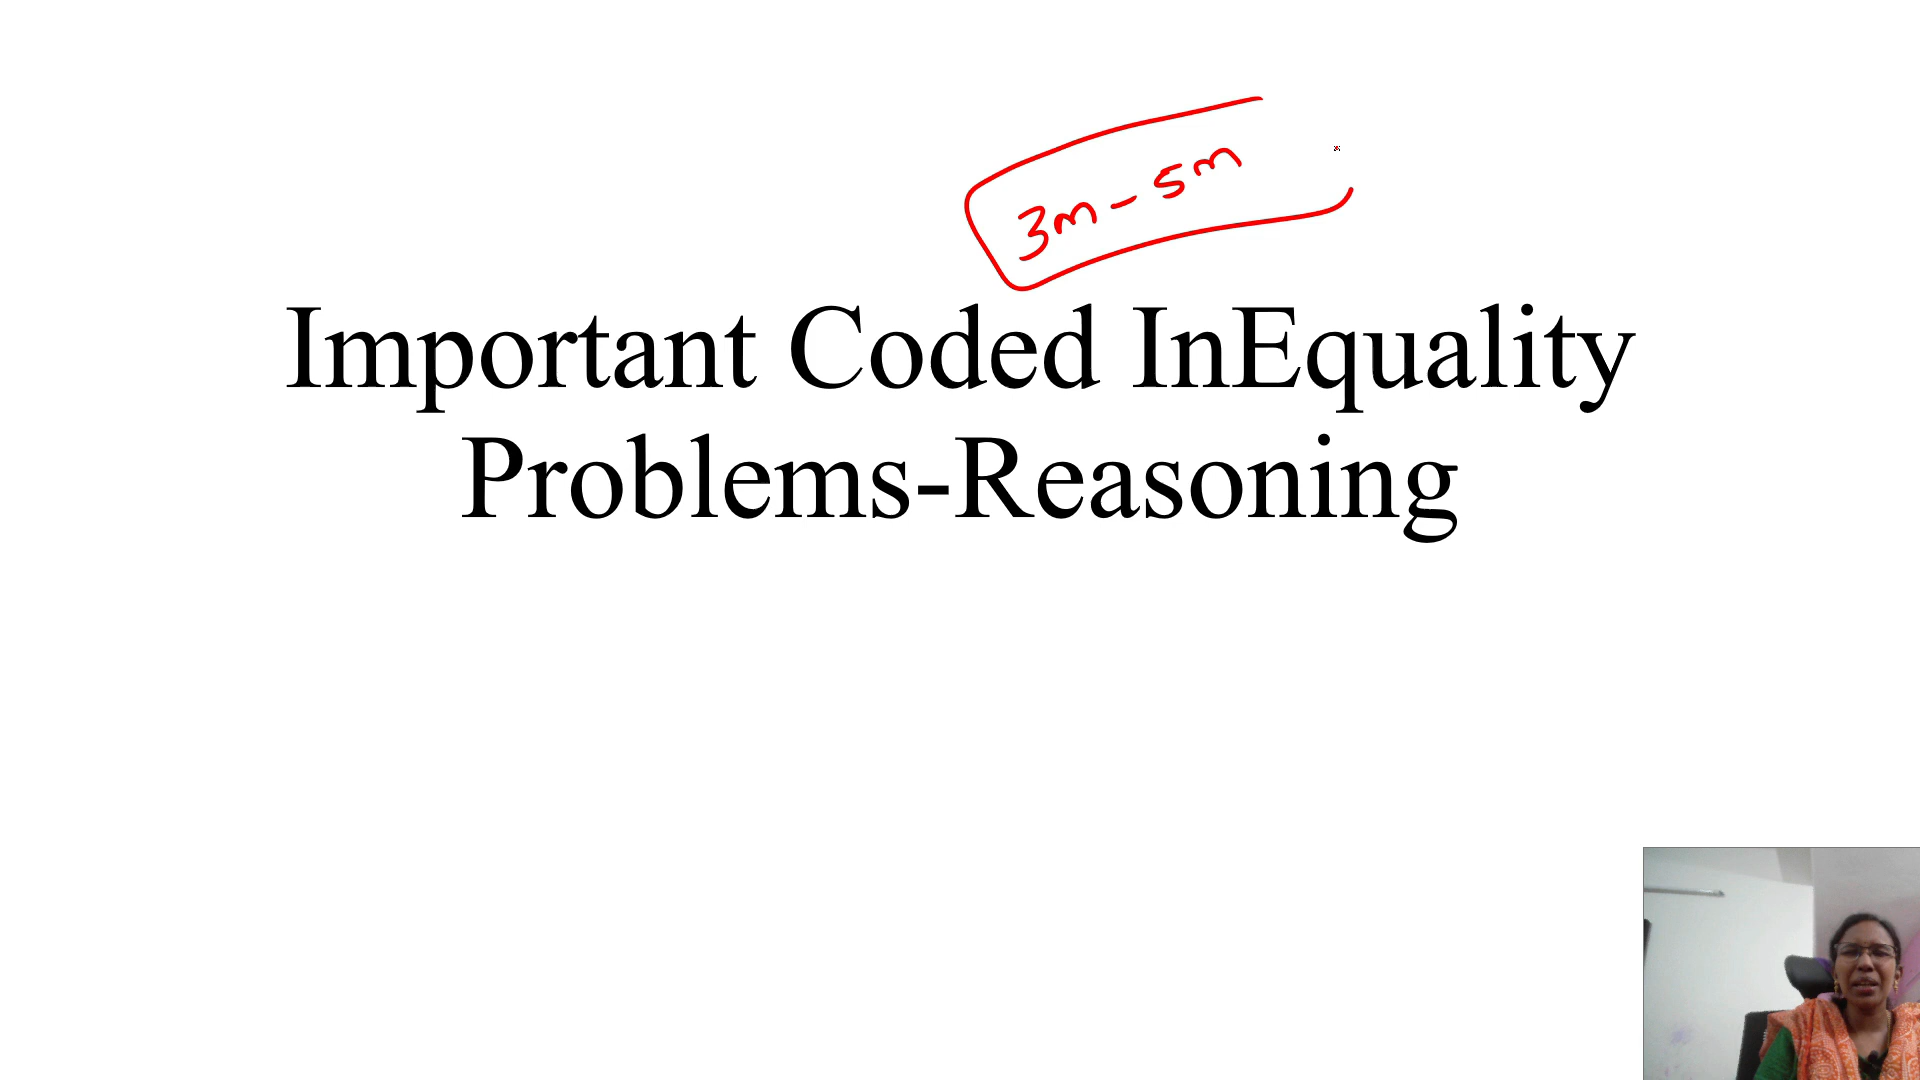 3m - 5m
Important Coded InEquality
Problems-Reasoning